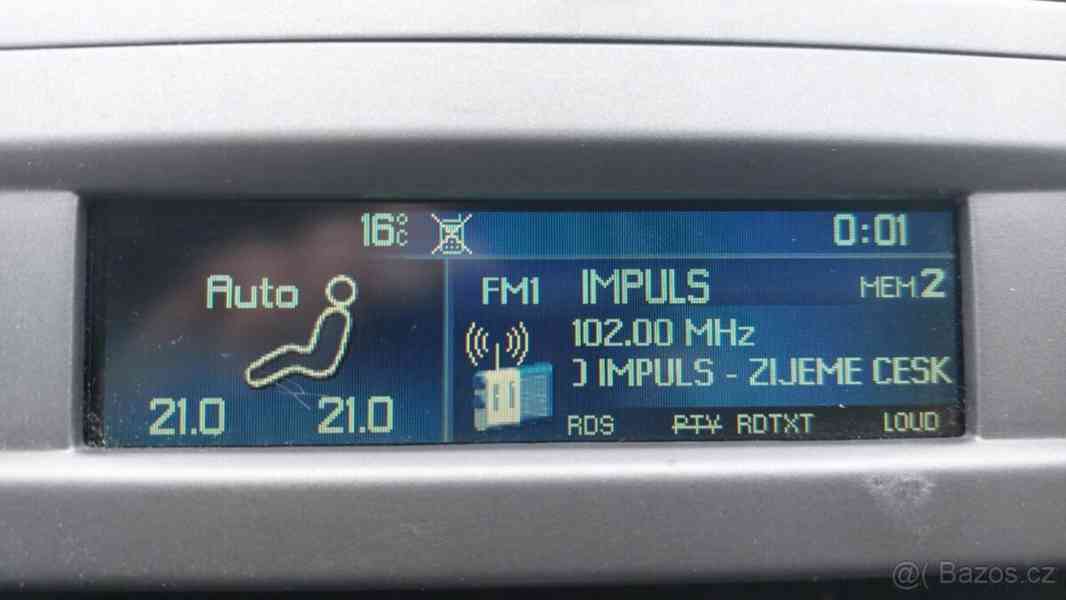 16°C 0:01
Auto
FM1 IMPULS MEM.2
102.00 MHz
) IMPULS - ZIJEME CESK
21.0 21.0
RDS PTY RDTXT LOUD
@( Bazos.cz